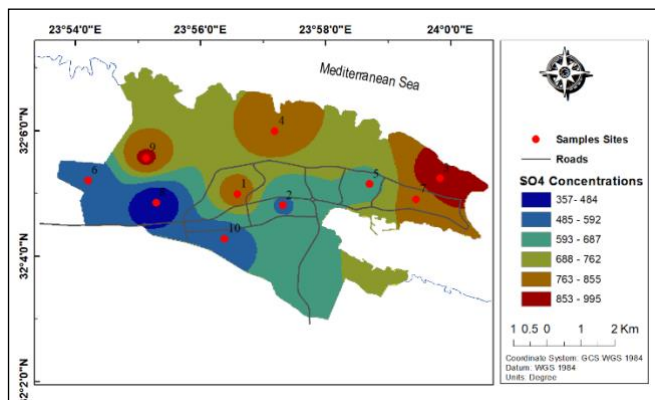 23°54'0"E 23°56'0"E 23°58'0"E 24°0'0"E
Mediterranean Sea
32°6'0"N
32°4'0"N
32°2'0"N
4
9
6
5
1
7
8
2
10
N
Samples Sites
Roads
SO4 Concentrations
357- 484
485 - 592
593 - 687
688 - 762
763 - 855
853 - 995
1 0.5 0 1 2 Km
Coordinate System: GCS WGS 1984
Datum: WGS 1984
Units: Degree